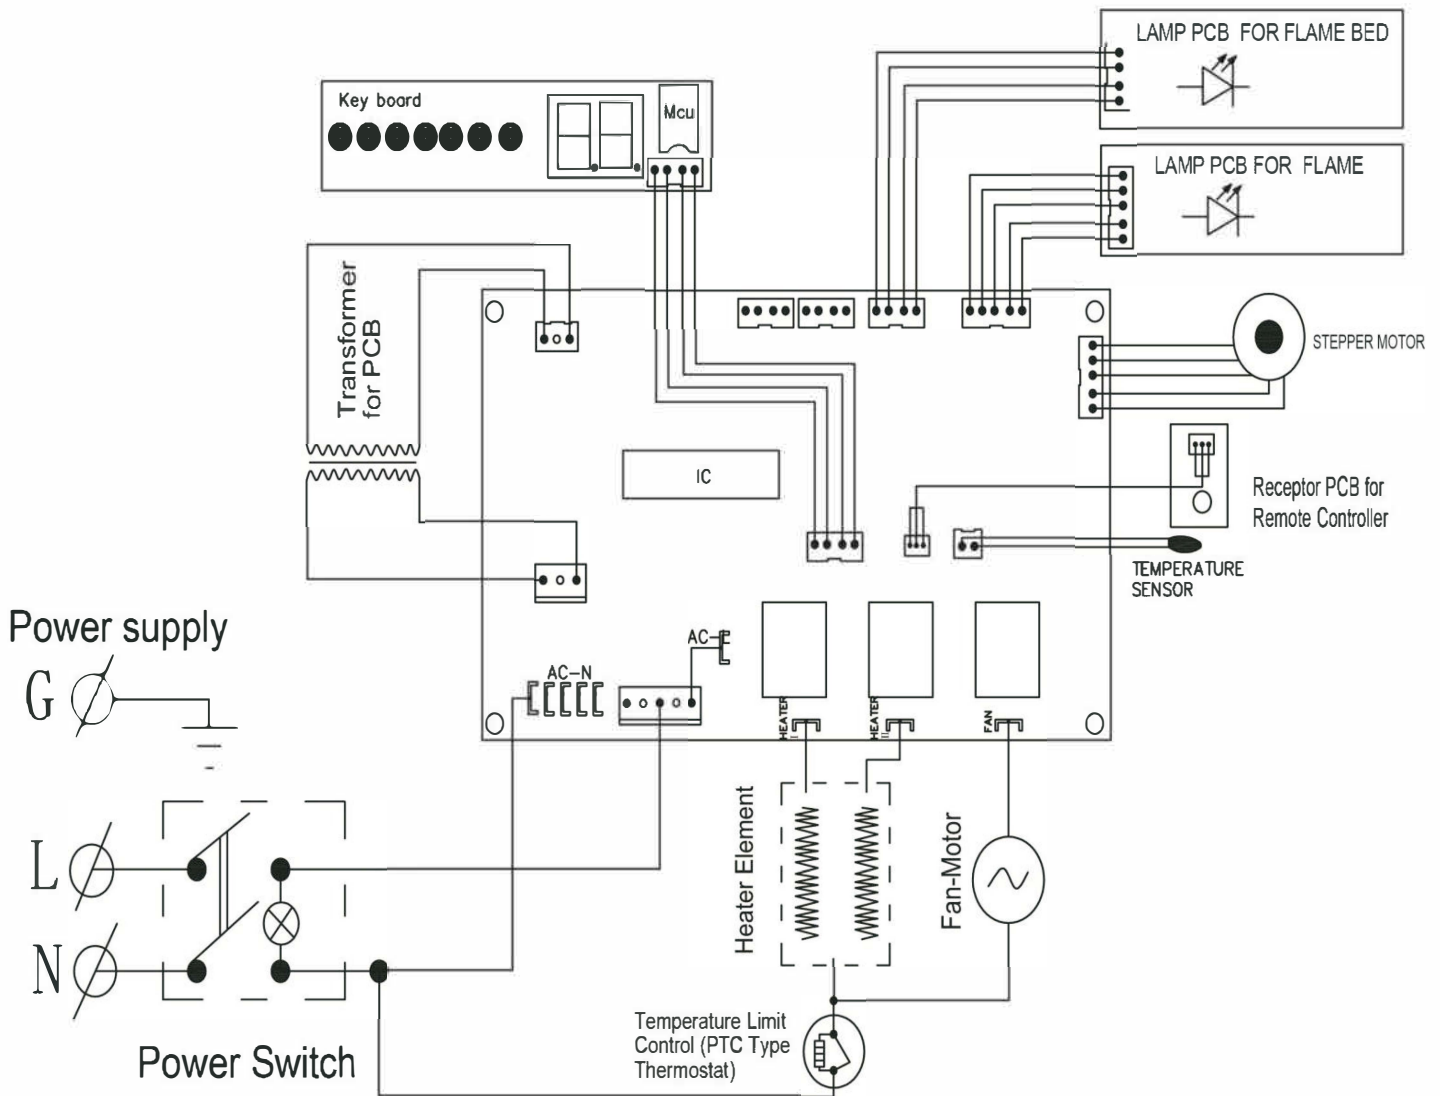 LAMP PCB FOR FLAME BED
Key board
Mcu
LAMP PCB FOR FLAME
Transformer
for PCB
STEPPER MOTOR
IC
Receptor PCB for
Remote Controller
TEMPERATURE
SENSOR
Power supply
G
AC-N
HEATER
I
HEATER
II
FAN
L
N
Heater Element
Fan-Motor
Power Switch
Temperature Limit
Control (PTC Type
Thermostat)